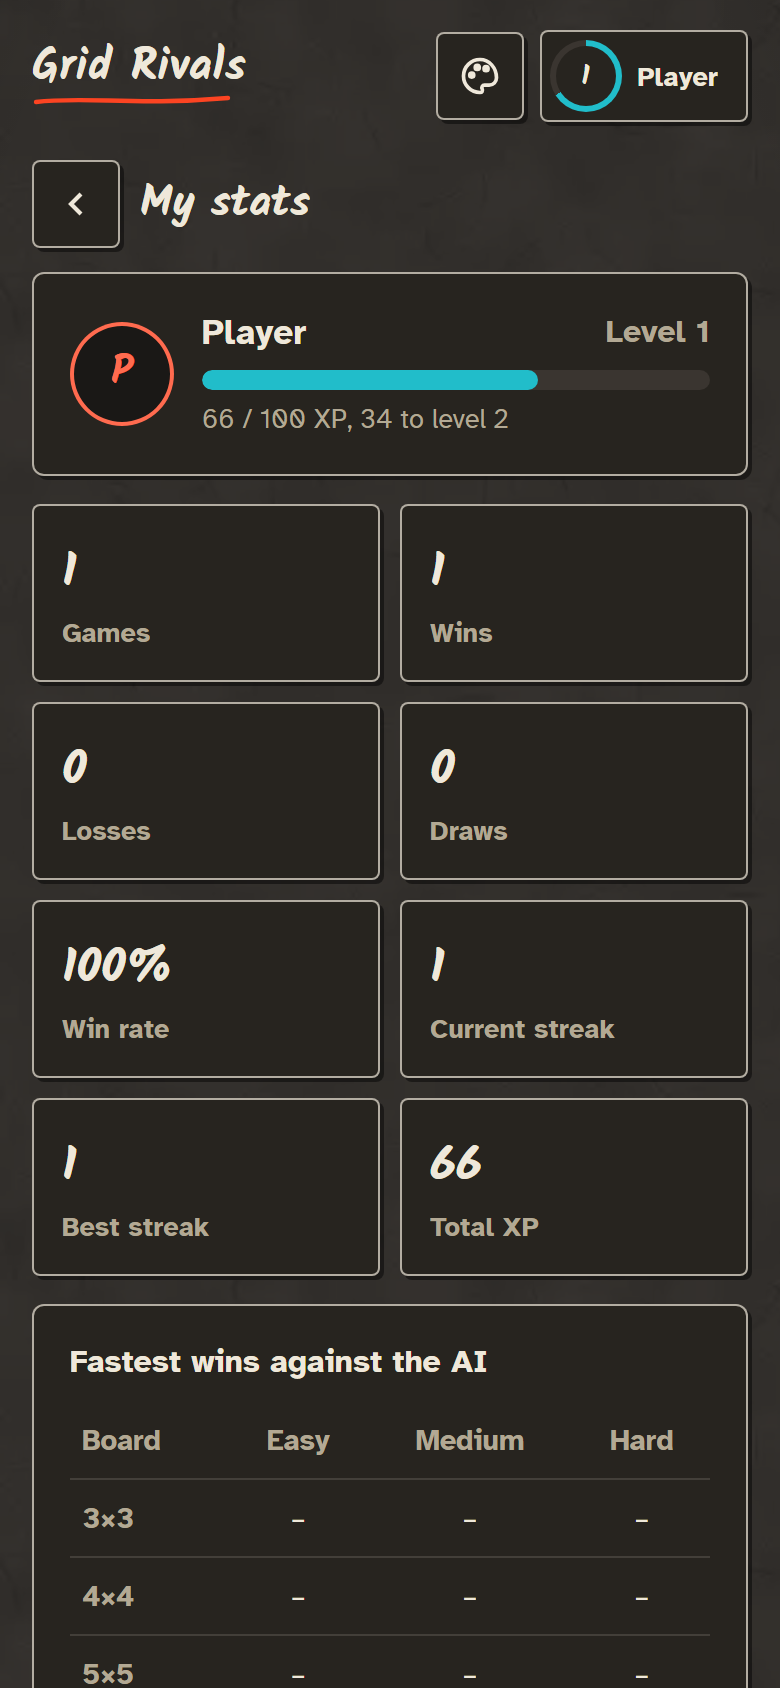 Grid Rivals
1 Player
My stats
P
Player Level 1
66 / 100 XP, 34 to level 2
1 1
Games Wins
0 0
Losses Draws
100% 1
Win rate Current streak
1 66
Best streak Total XP
Fastest wins against the AI
Board Easy Medium Hard
3×3 – – –
4×4 – – –
5×5 – – –